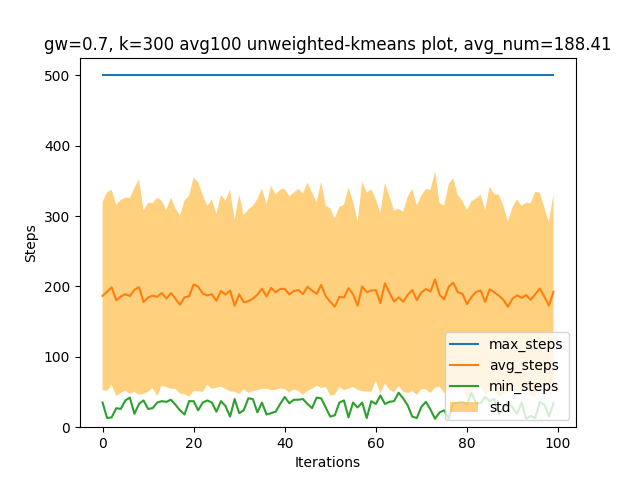 gw=0.7, k=300 avg100 unweighted-kmeans plot, avg_num=188.41
500
400
300
200
100
0
Steps
max_steps
avg_steps
min_steps
std
0
20
40
60
80
100
Iterations